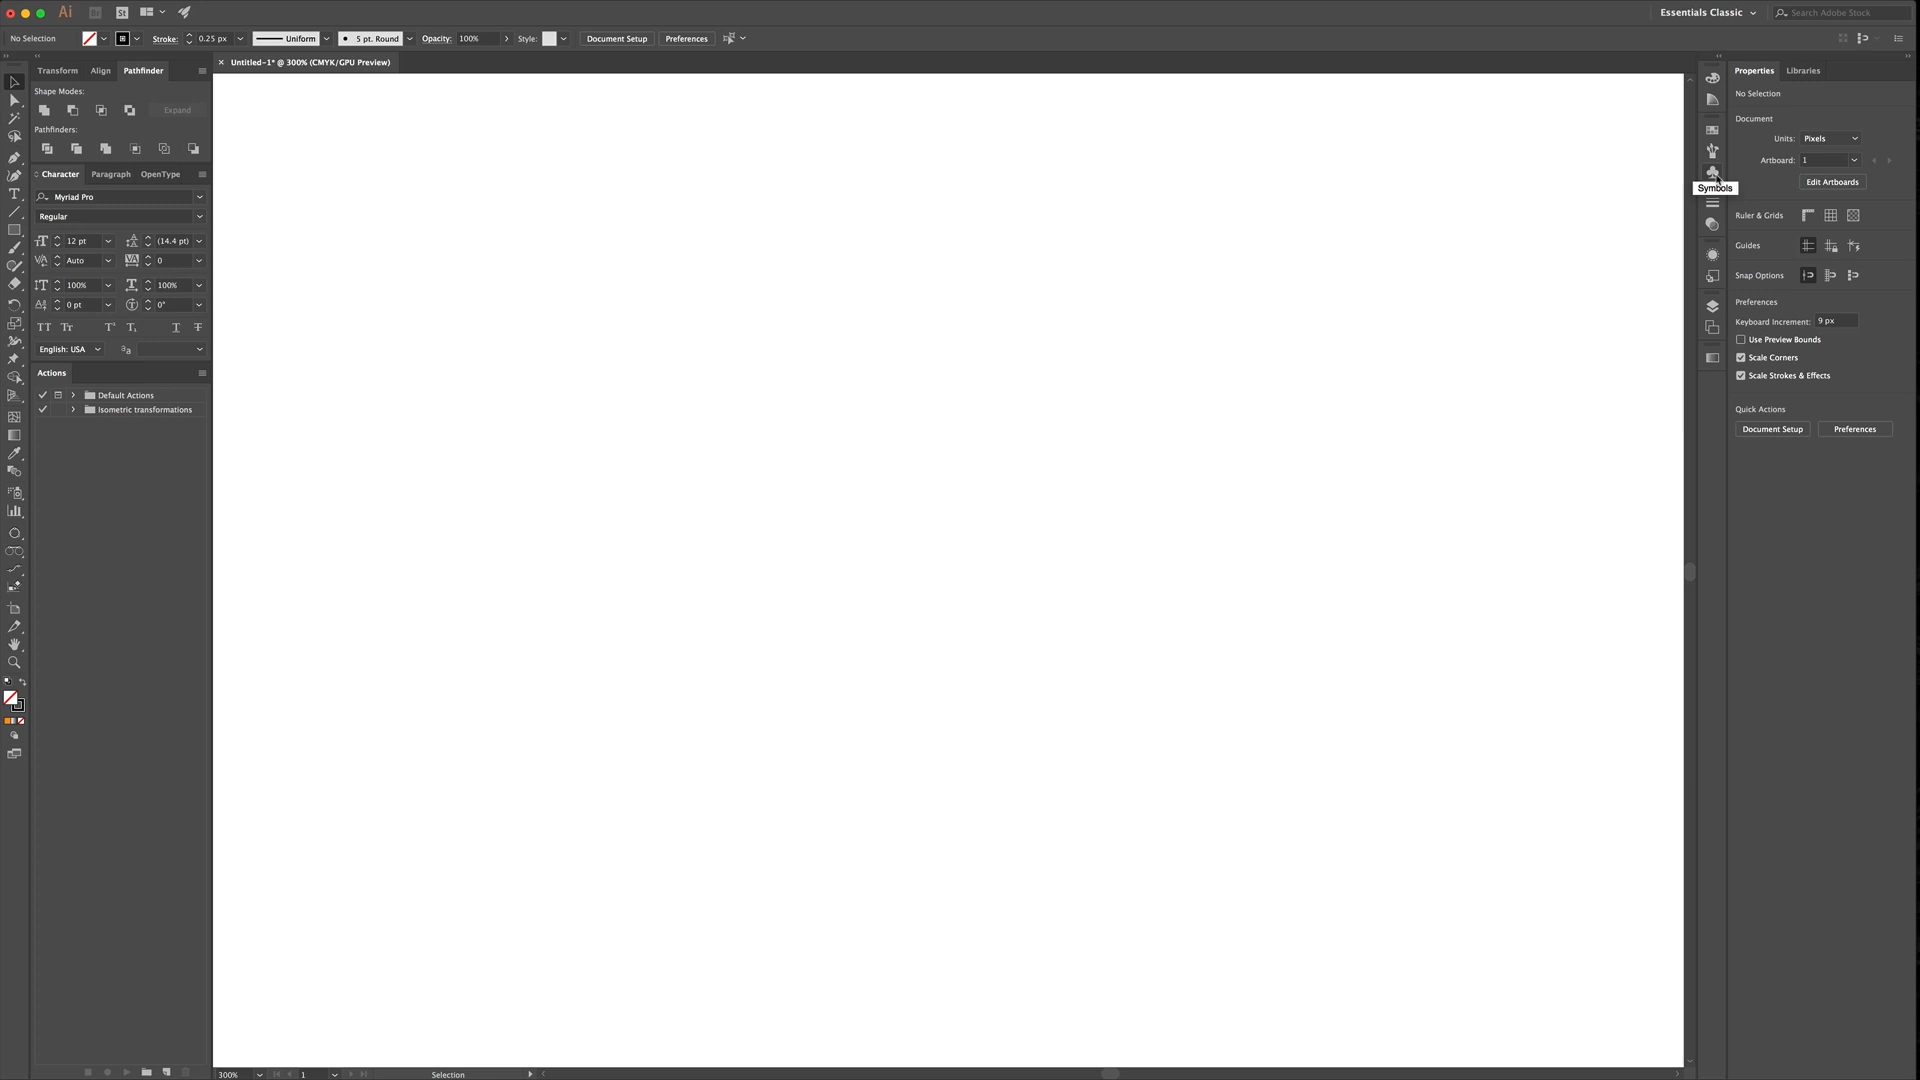 Ai Br St Essentials Classic Search Adobe Stock
No Selection Stroke: 0.25 px Uniform 5 pt. Round Opacity: 100% Style: Document Setup Preferences
× Untitled-1* @ 300% (CMYK/GPU Preview)
Transform Align Pathfinder
Shape Modes:
Expand
Pathfinders:
Character Paragraph OpenType
Myriad Pro
Regular
12 pt (14.4 pt)
Auto 0
100% 100%
0 pt 0°
English: USA
Actions
Default Actions
Isometric transformations
Symbols
Properties Libraries
No Selection
Document
Units: Pixels
Artboard: 1
Edit Artboards
Ruler & Grids
Guides
Snap Options
Preferences
Keyboard Increment: 9 px
Use Preview Bounds
Scale Corners
Scale Strokes & Effects
Quick Actions
Document Setup Preferences
300% 1 Selection